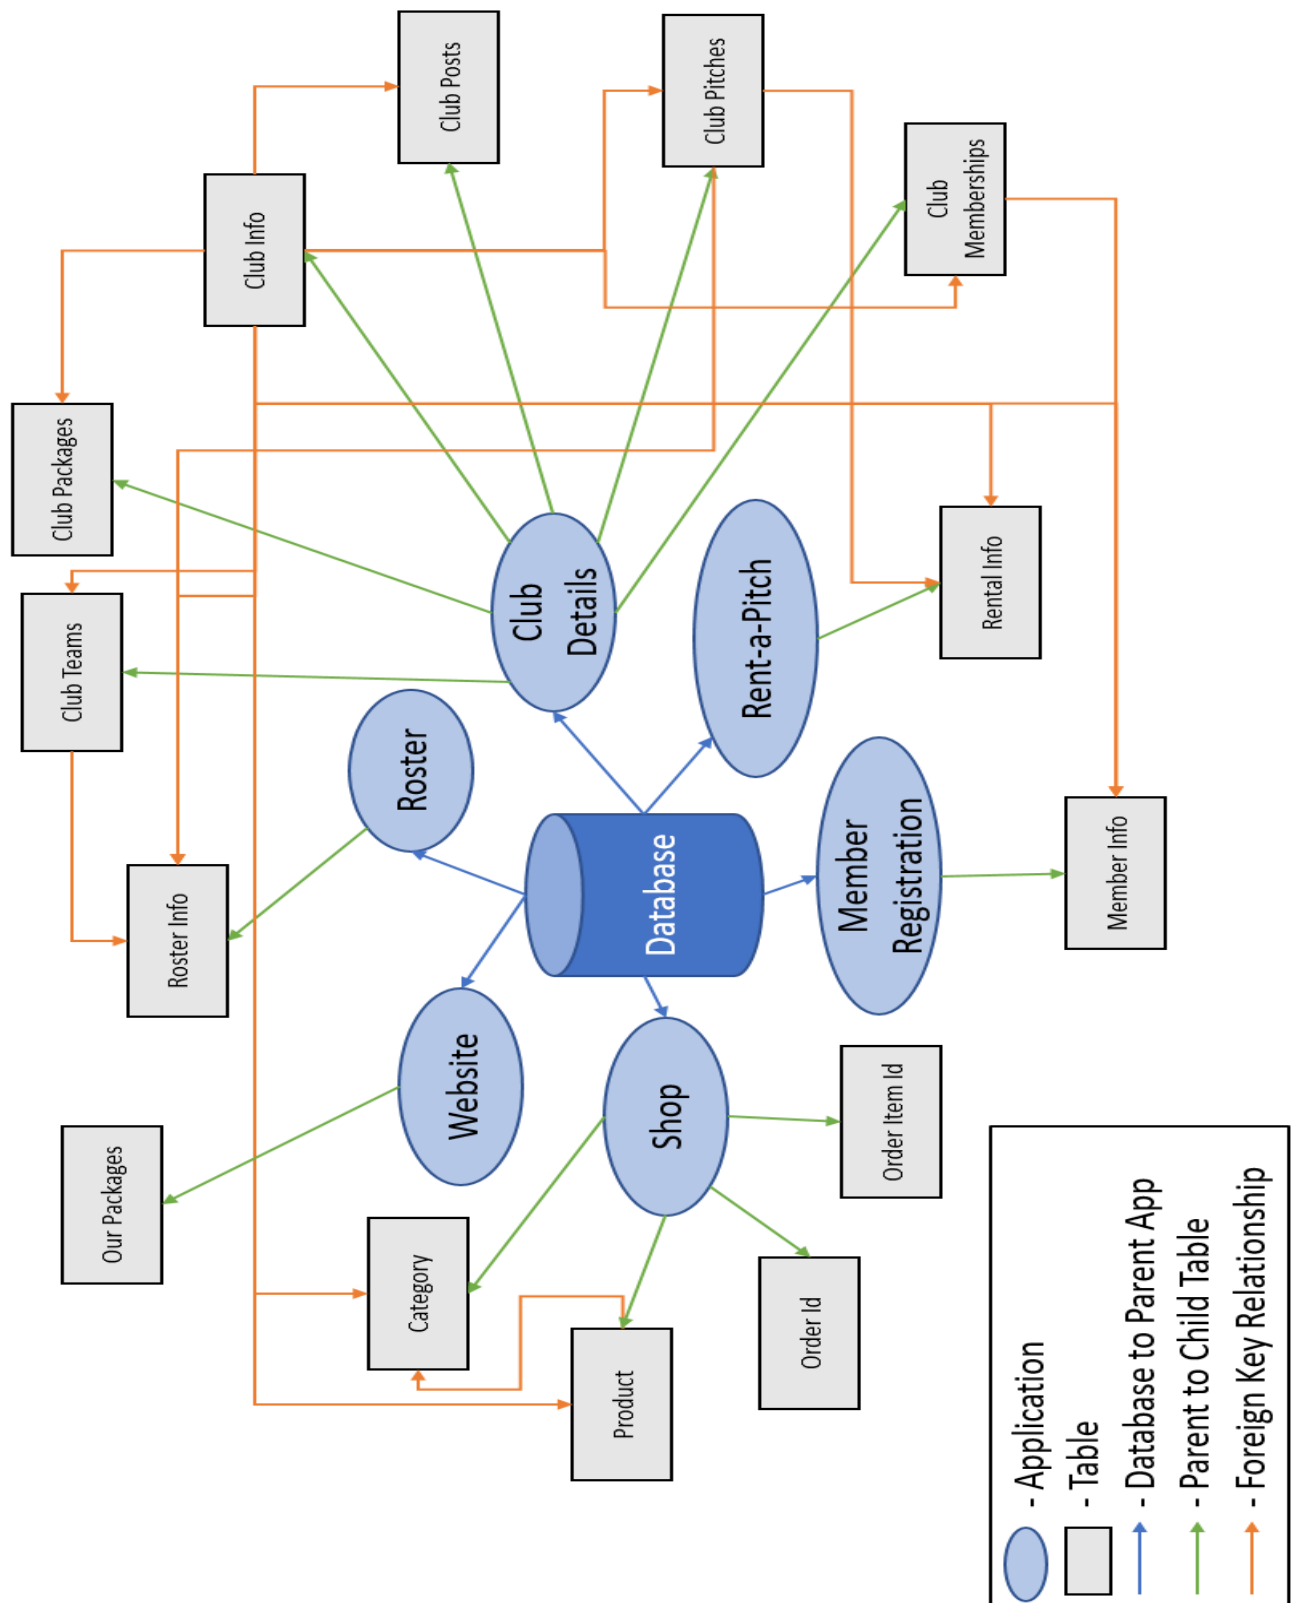 Club Packages
Club Teams
Roster Info
Our Packages
Club Info
Club Posts
Roster
Website
Category
Club
Details
Database
Shop
Product
Club Pitches
Rent-a-Pitch
Member
Registration
Order Id
Order Item Id
Club
Memberships
Rental Info
Member Info
- Application
- Table
- Database to Parent App
- Parent to Child Table
- Foreign Key Relationship